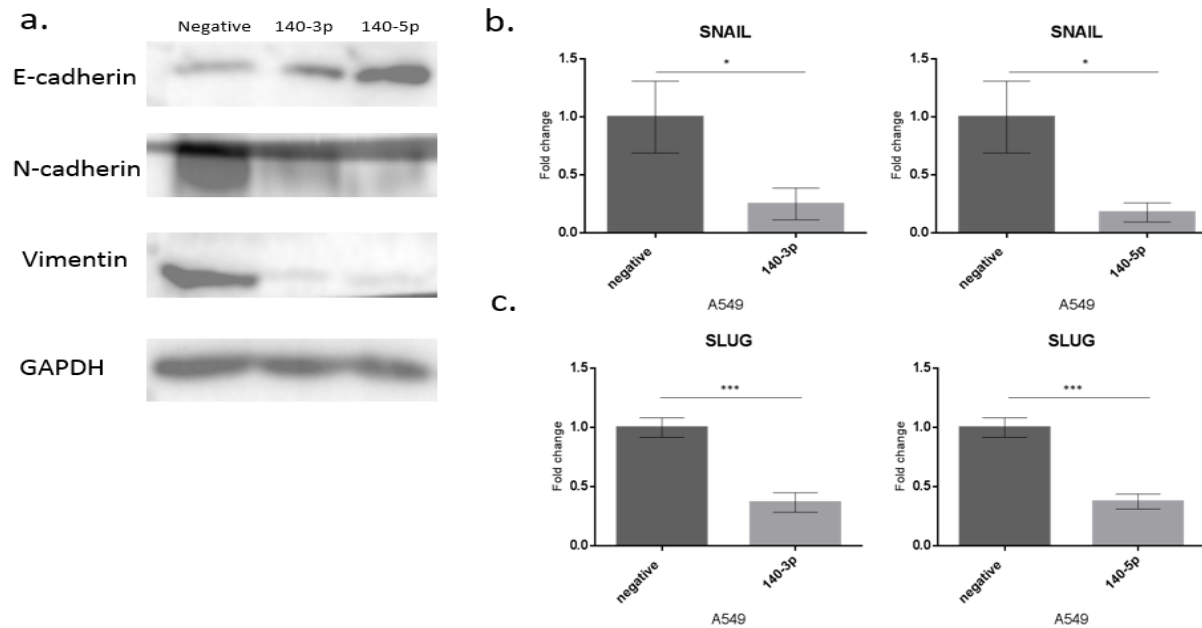 a.
Negative 140-3p 140-5p
E-cadherin
N-cadherin
Vimentin
GAPDH
b.
SNAIL
1.5
1.0
0.5
0.0
Fold change
*
negative
140-3p
A549
SNAIL
1.5
1.0
0.5
0.0
Fold change
*
negative
140-5p
A549
c.
SLUG
1.5
1.0
0.5
0.0
Fold change
***
negative
140-3p
A549
SLUG
1.5
1.0
0.5
0.0
Fold change
***
negative
140-5p
A549